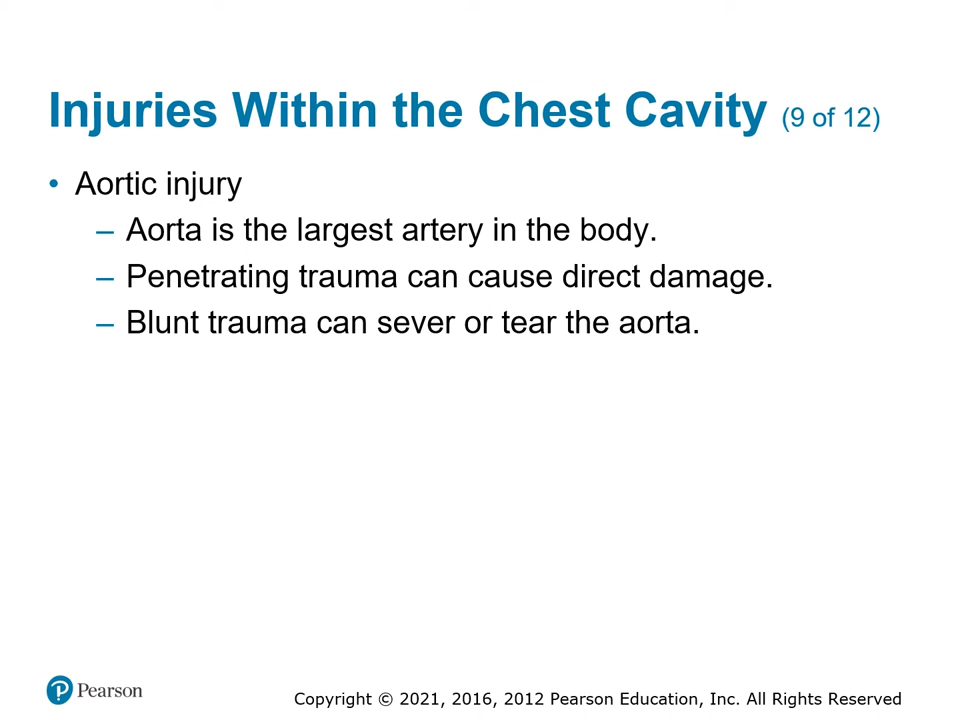 Injuries Within the Chest Cavity (9 of 12)
• Aortic injury
– Aorta is the largest artery in the body.
– Penetrating trauma can cause direct damage.
– Blunt trauma can sever or tear the aorta.
Pearson
Copyright © 2021, 2016, 2012 Pearson Education, Inc. All Rights Reserved